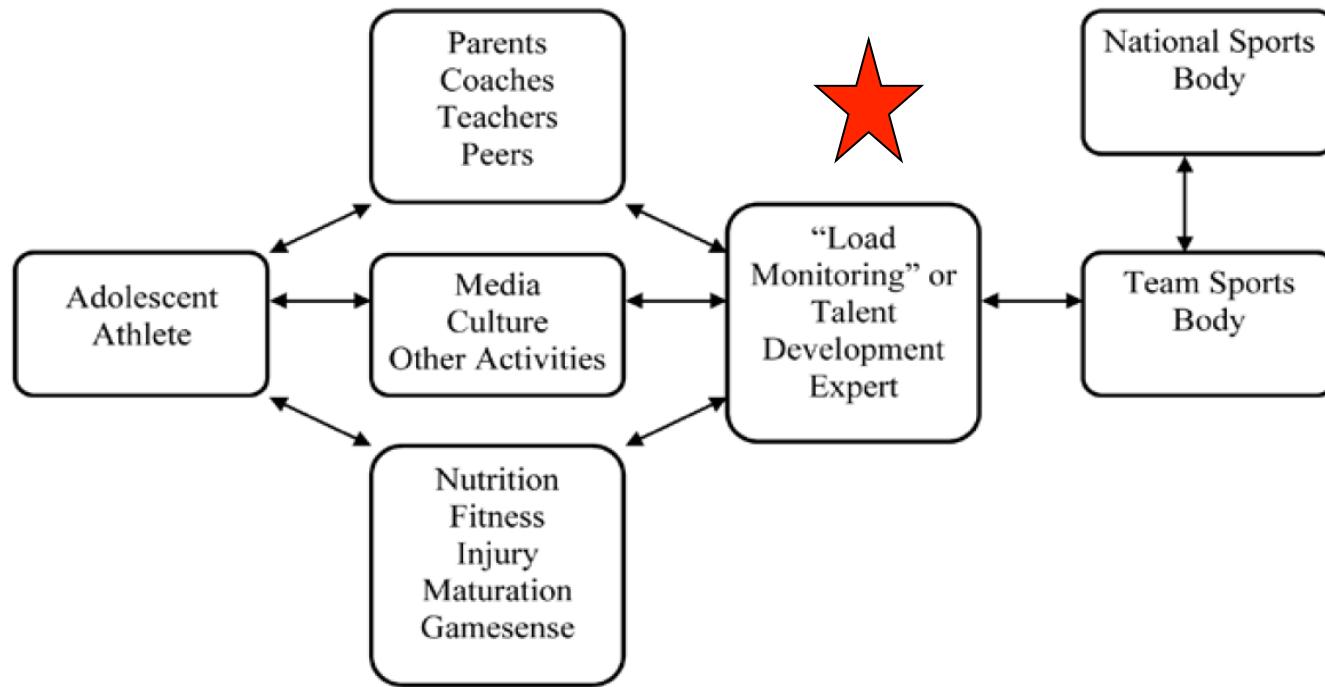 Parents
Coaches
Teachers
Peers
National Sports
Body
Adolescent
Athlete
Media
Culture
Other Activities
“Load
Monitoring” or
Talent
Development
Expert
Team Sports
Body
Nutrition
Fitness
Injury
Maturation
Gamesense